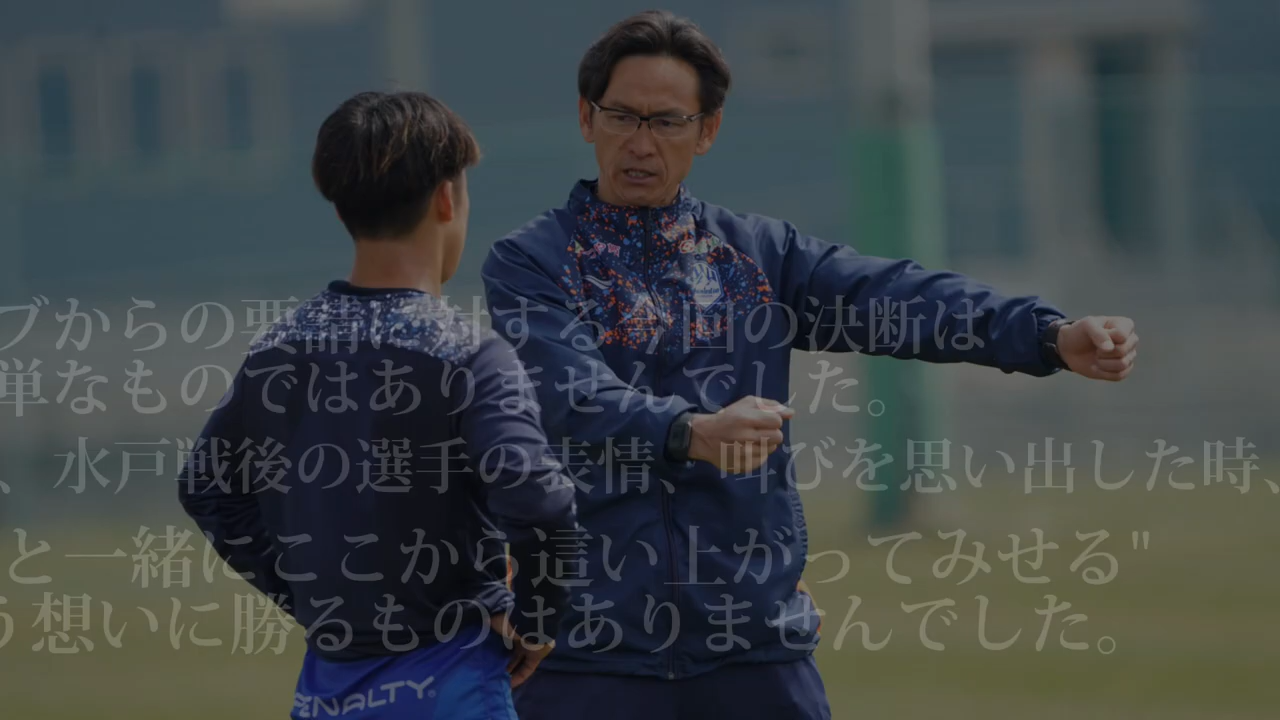 ブからの要請に対する今回の決断は
単なものではありませんでした。
、水戸戦後の選手の表情、叫びを思い出した時、
と一緒にここから這い上がってみせる"
う想いに勝るものはありませんでした。
PENALTY